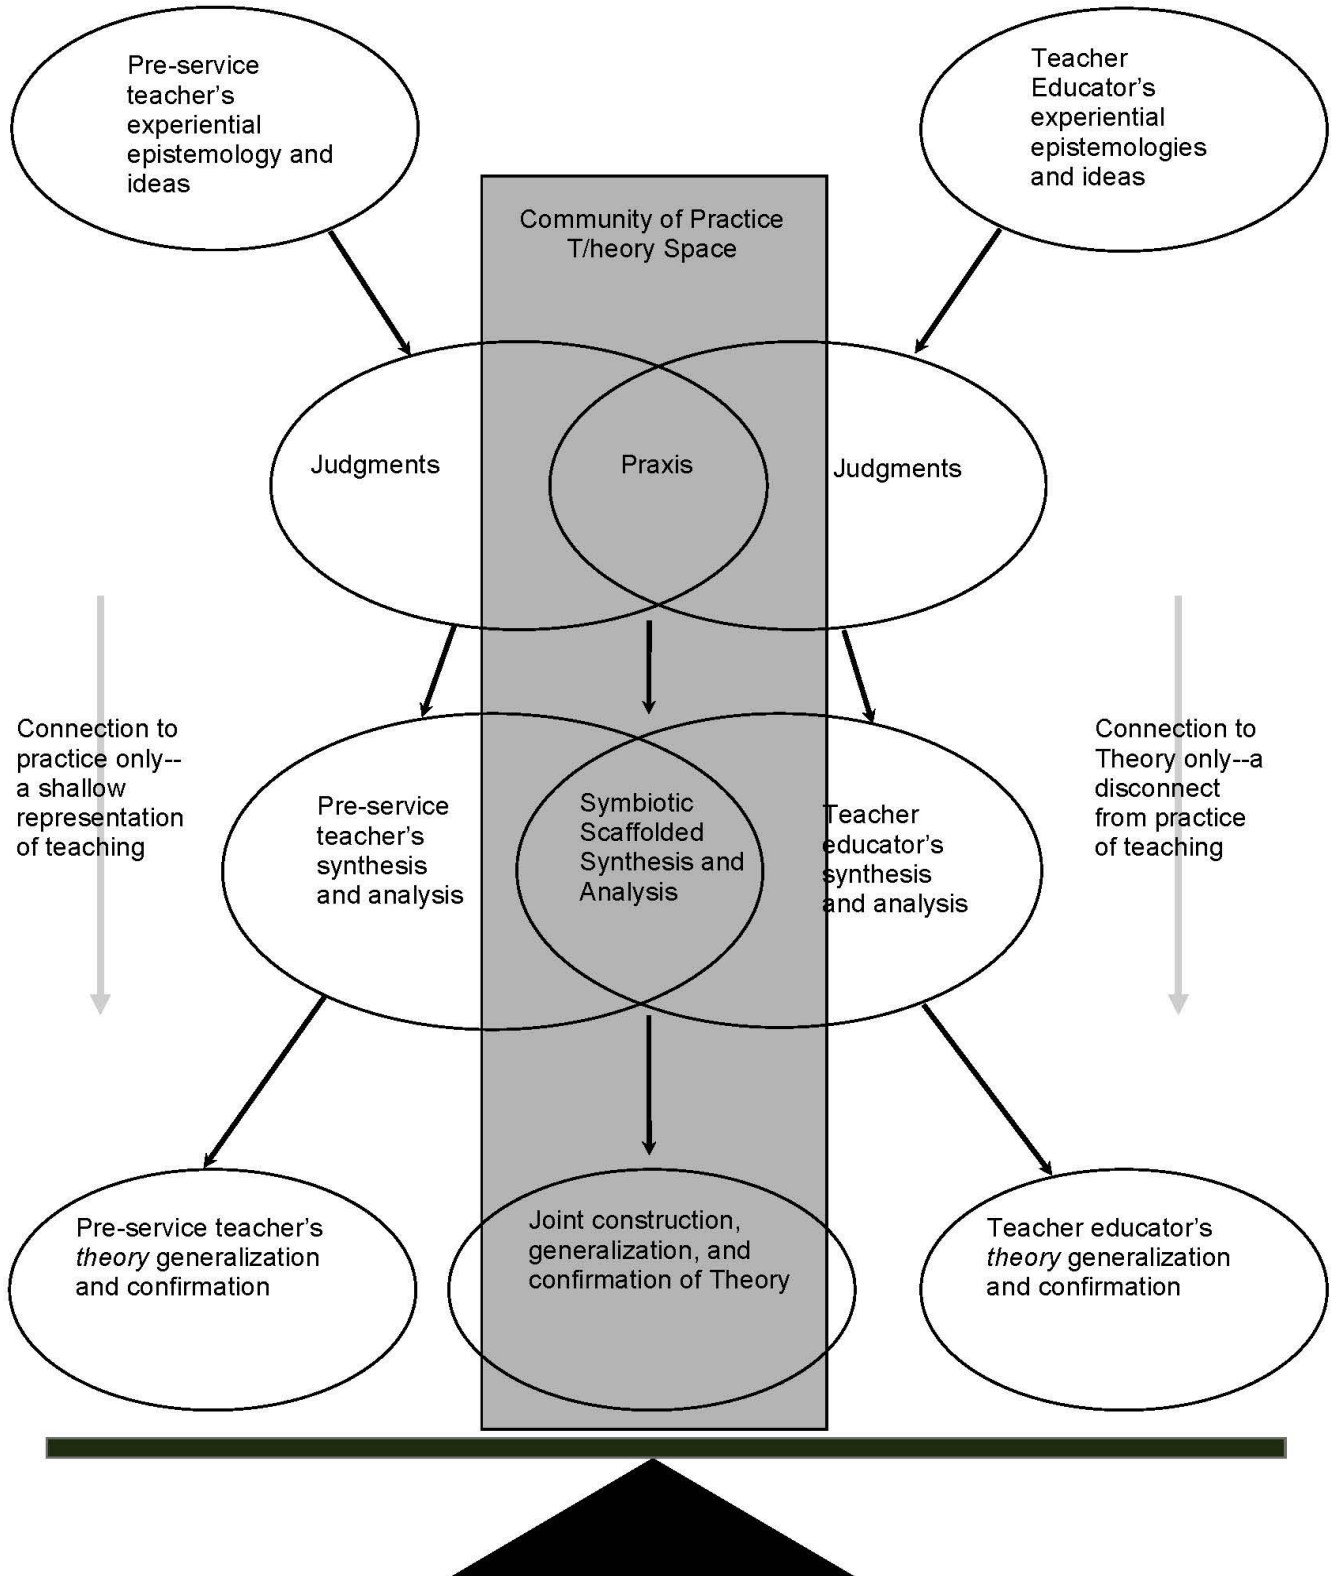 Pre-service
teacher's
experiential
epistemology and
ideas
Teacher
Educator's
experiential
epistemologies
and ideas
Community of Practice
T/heory Space
Judgments
Praxis
Judgments
Connection to
practice only--
a shallow
representation
of teaching
Pre-service
teacher's
synthesis
and analysis
Symbiotic
Scaffolded
Synthesis and
Analysis
Teacher
educator's
synthesis
and analysis
Connection to
Theory only--a
disconnect
from practice
of teaching
Pre-service teacher's
theory generalization
and confirmation
Joint construction,
generalization, and
confirmation of Theory
Teacher educator's
theory generalization
and confirmation